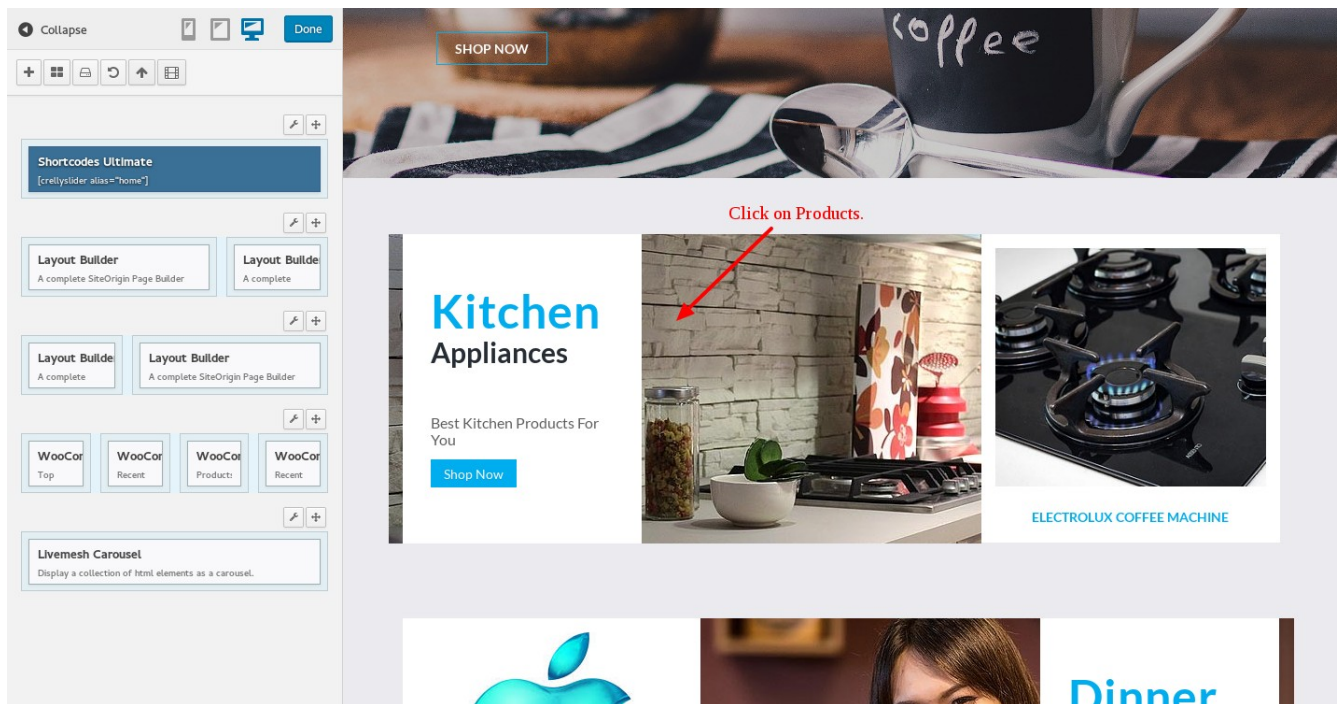 Collapse
Done
Shortcodes Ultimate
[crellyslider alias="home"]
Layout Builder
A complete SiteOrigin Page Builder
Layout Builde
A complete
Layout Builde
A complete
Layout Builder
A complete SiteOrigin Page Builder
WooCor
Top
WooCor
Recent
WooCor
Product:
WooCor
Recent
Livemesh Carousel
Display a collection of html elements as a carousel.
coffee
SHOP NOW
Click on Products.
Kitchen
Appliances
Best Kitchen Products For
You
Shop Now
ELECTROLUX COFFEE MACHINE
Dinner